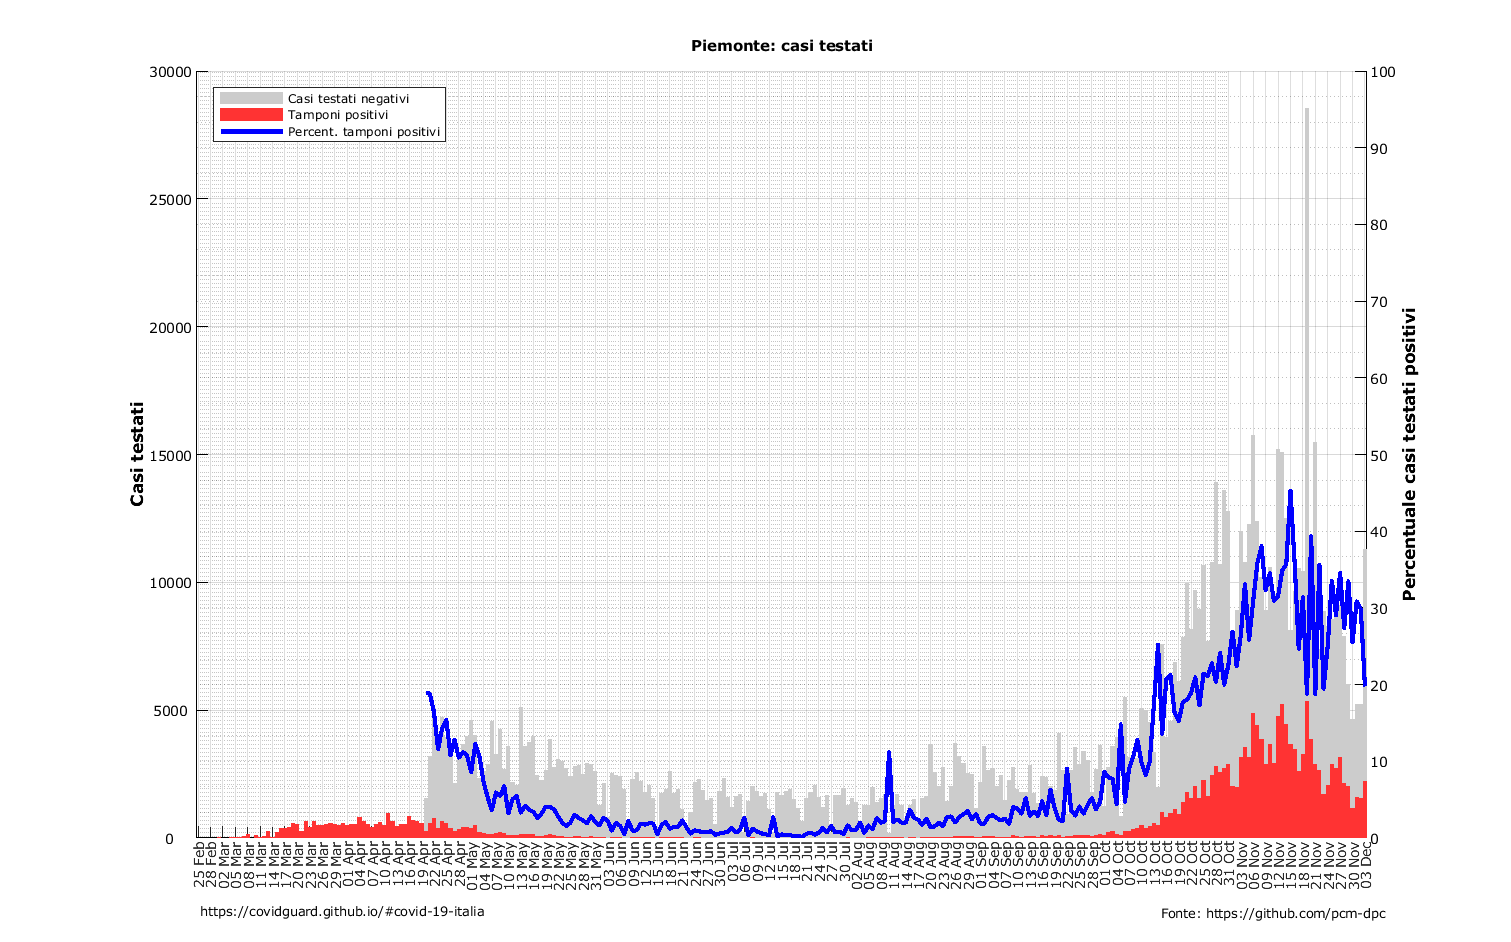 Piemonte: casi testati
Casi testati negativi
Tamponi positivi
Percent. tamponi positivi
Casi testati
30000
25000
20000
15000
10000
5000
0
100
90
80
70
60
50
40
30
20
10
0
Percentuale casi testati positivi
25 Feb
28 Feb
02 Mar
05 Mar
08 Mar
11 Mar
14 Mar
17 Mar
20 Mar
23 Mar
26 Mar
29 Mar
01 Apr
04 Apr
07 Apr
10 Apr
13 Apr
16 Apr
19 Apr
22 Apr
25 Apr
28 Apr
01 May
04 May
07 May
10 May
13 May
16 May
19 May
22 May
25 May
28 May
31 May
03 Jun
06 Jun
09 Jun
12 Jun
15 Jun
18 Jun
21 Jun
24 Jun
27 Jun
30 Jun
03 Jul
06 Jul
09 Jul
12 Jul
15 Jul
18 Jul
21 Jul
24 Jul
27 Jul
30 Jul
02 Aug
05 Aug
08 Aug
11 Aug
14 Aug
17 Aug
20 Aug
23 Aug
26 Aug
29 Aug
01 Sep
04 Sep
07 Sep
10 Sep
13 Sep
16 Sep
19 Sep
22 Sep
25 Sep
28 Sep
01 Oct
04 Oct
07 Oct
10 Oct
13 Oct
16 Oct
19 Oct
22 Oct
25 Oct
28 Oct
31 Oct
03 Nov
06 Nov
09 Nov
12 Nov
15 Nov
18 Nov
21 Nov
24 Nov
27 Nov
30 Nov
03 Dec
https://covidguard.github.io/#covid-19-italia
Fonte: https://github.com/pcm-dpc